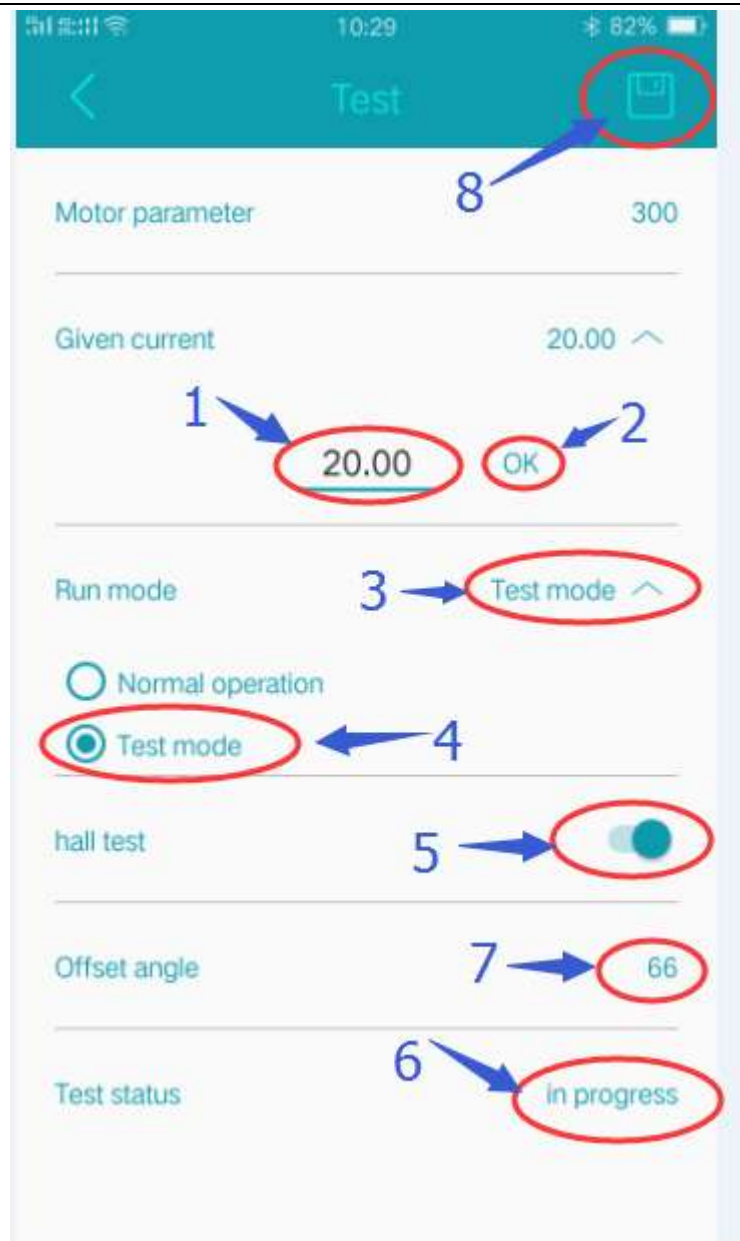 10:29 82%
Test
8
Motor parameter 300
Given current 20.00
1 2
20.00 OK
Run mode 3 Test mode
Normal operation
Test mode 4
hall test 5
Offset angle 7 66
6
Test status in progress